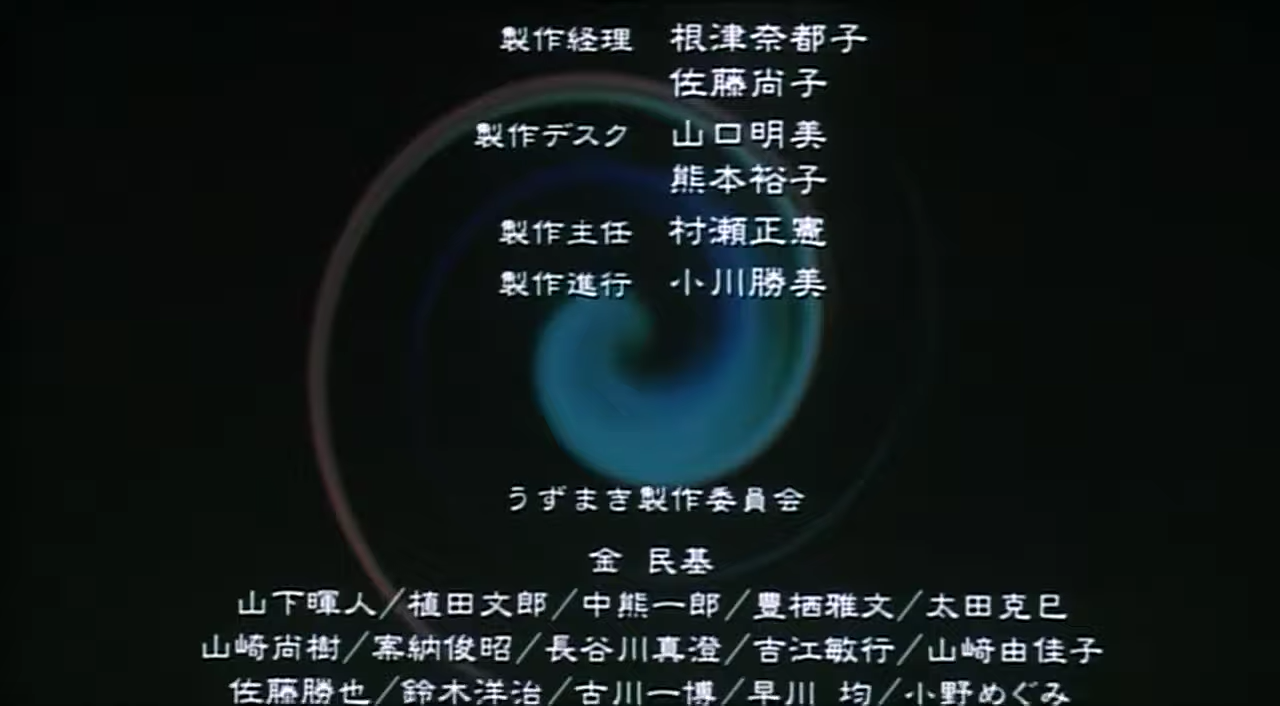 製作経理 根津奈都子
佐藤尚子
製作デスク 山口明美
熊本裕子
製作主任 村瀬正憲
製作進行 小川勝美
うずまき製作委員会
金 民基
山下暉人/植田文郎/中熊一郎/豊栖雅文/太田克巳
山崎尚樹/案納俊昭/長谷川真澄/吉江敏行/山崎由佳子
佐藤勝也/鈴木洋治/古川一博/早川 均/小野めぐみ